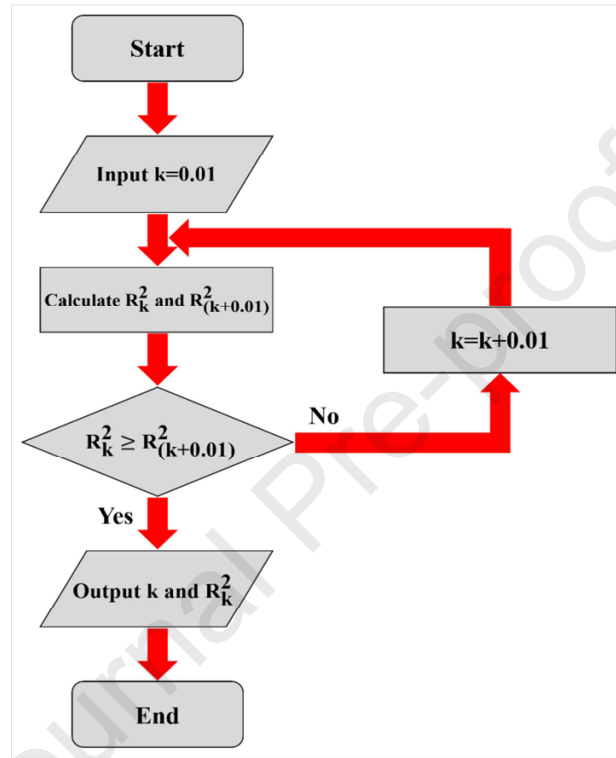 Start
Input k=0.01
Calculate R²ₖ and R²₍ₖ₊₀.₀₁₎
k=k+0.01
R²ₖ ≥ R²₍ₖ₊₀.₀₁₎
No
Yes
Output k and R²ₖ
End
Journal Pre-proof